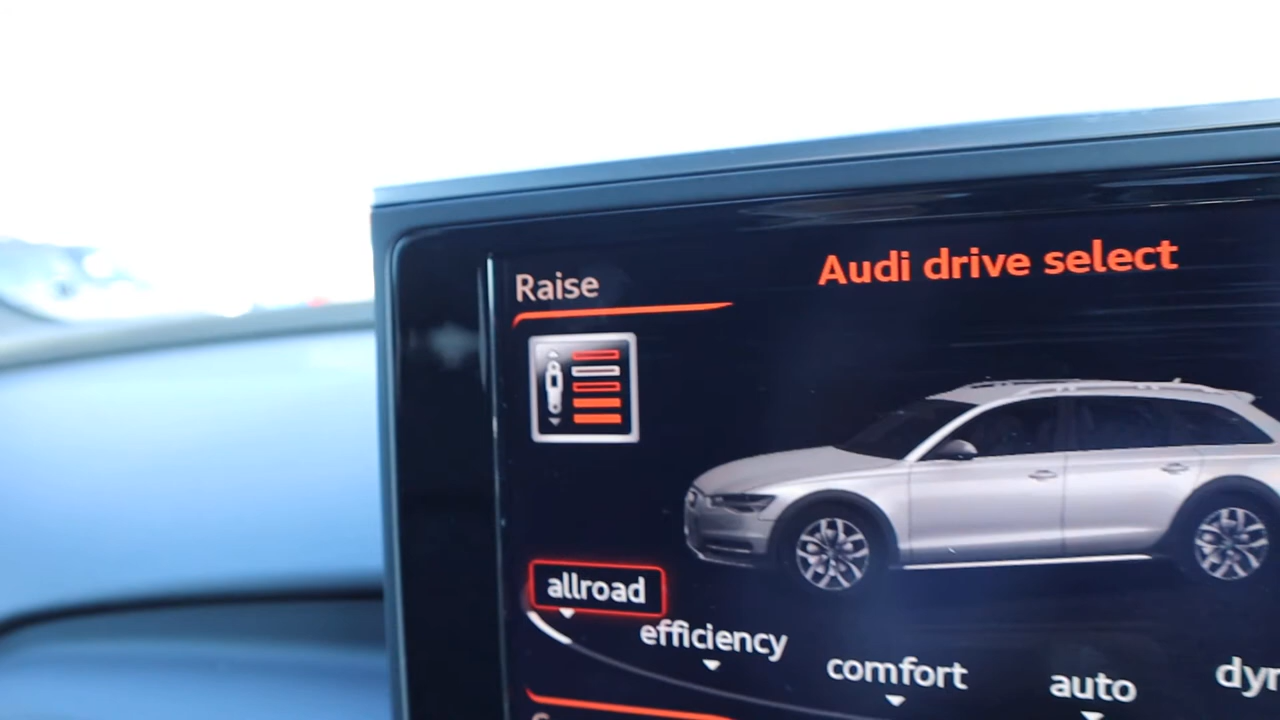 Audi drive select
Raise
allroad
efficiency
comfort
auto